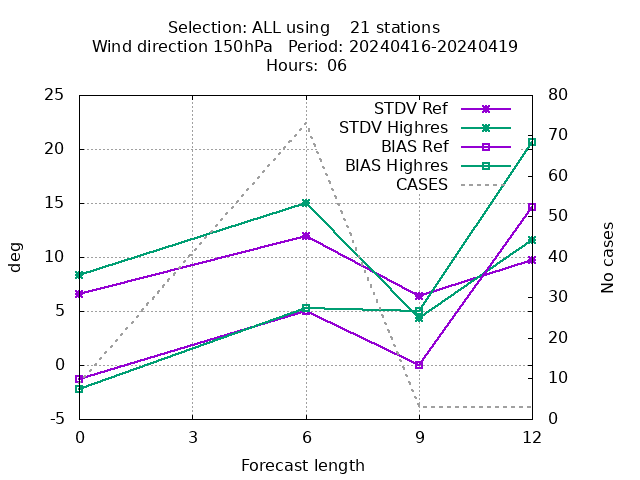 Selection: ALL using 21 stations
Wind direction 150hPa Period: 20240416-20240419
Hours: 06
25
20
15
10
5
0
-5
80
70
60
50
40
30
20
10
0
STDV Ref
STDV Highres
BIAS Ref
BIAS Highres
CASES
deg
No cases
0 3 6 9 12
Forecast length